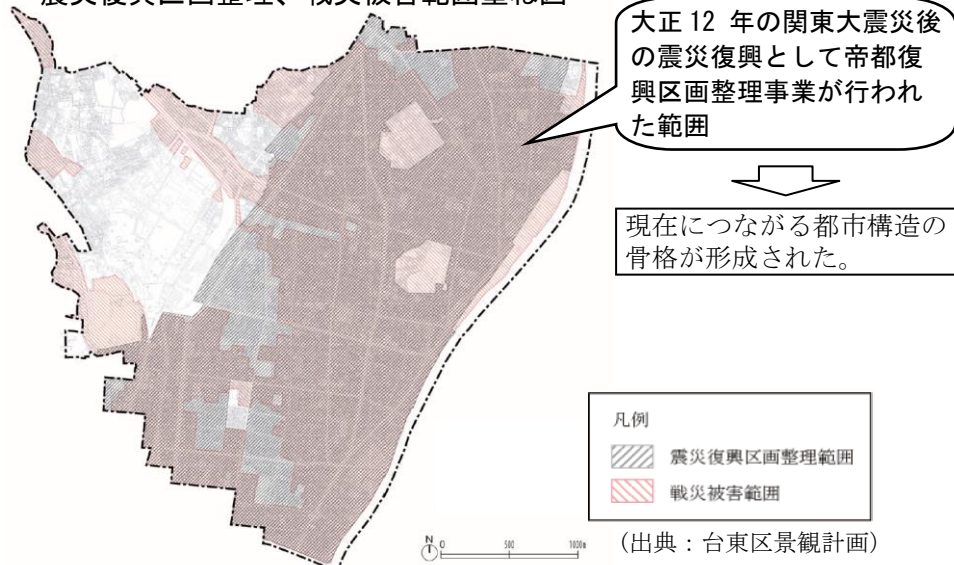 震災復興区画整理、戦災被害範囲重ね図
大正 12 年の関東大震災後
の震災復興として帝都復
興区画整理事業が行われ
た範囲
現在につながる都市構造の
骨格が形成された。
凡例
震災復興区画整理範囲
戦災被害範囲
N 0 500 1000m
(出典：台東区景観計画)